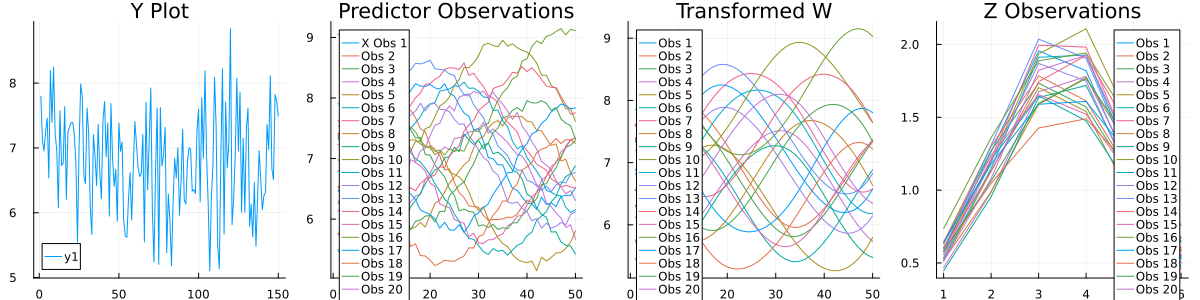 Y Plot
8
7
6
5
0
50
100
150
y1
Predictor Observations
9
8
7
6
0
20
30
40
50
X Obs 1
Obs 2
Obs 3
Obs 4
Obs 5
Obs 6
Obs 7
Obs 8
Obs 9
Obs 10
Obs 11
Obs 12
Obs 13
Obs 14
Obs 15
Obs 16
Obs 17
Obs 18
Obs 19
Obs 20
Transformed W
9
8
7
6
0
20
30
40
50
Obs 1
Obs 2
Obs 3
Obs 4
Obs 5
Obs 6
Obs 7
Obs 8
Obs 9
Obs 10
Obs 11
Obs 12
Obs 13
Obs 14
Obs 15
Obs 16
Obs 17
Obs 18
Obs 19
Obs 20
Z Observations
2.0
1.5
1.0
0.5
1
2
3
4
Obs 1
Obs 2
Obs 3
Obs 4
Obs 5
Obs 6
Obs 7
Obs 8
Obs 9
Obs 10
Obs 11
Obs 12
Obs 13
Obs 14
Obs 15
Obs 16
Obs 17
Obs 18
Obs 19
Obs 20